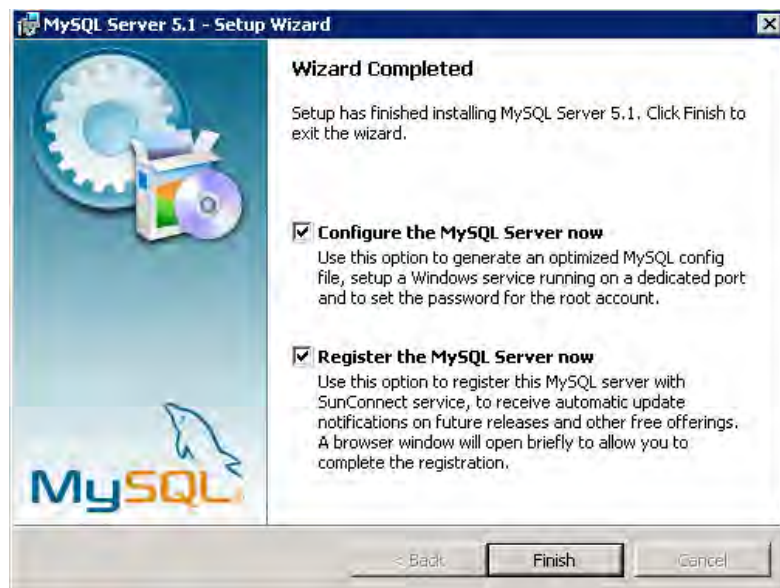 MySQL Server 5.1 - Setup Wizard
Wizard Completed
Setup has finished installing MySQL Server 5.1. Click Finish to
exit the wizard.
Configure the MySQL Server now
Use this option to generate an optimized MySQL config
file, setup a Windows service running on a dedicated port
and to set the password for the root account.
Register the MySQL Server now
Use this option to register this MySQL server with
SunConnect service, to receive automatic update
notifications on future releases and other free offerings.
A browser window will open briefly to allow you to
complete the registration.
MySQL
< Back
Finish
Cancel